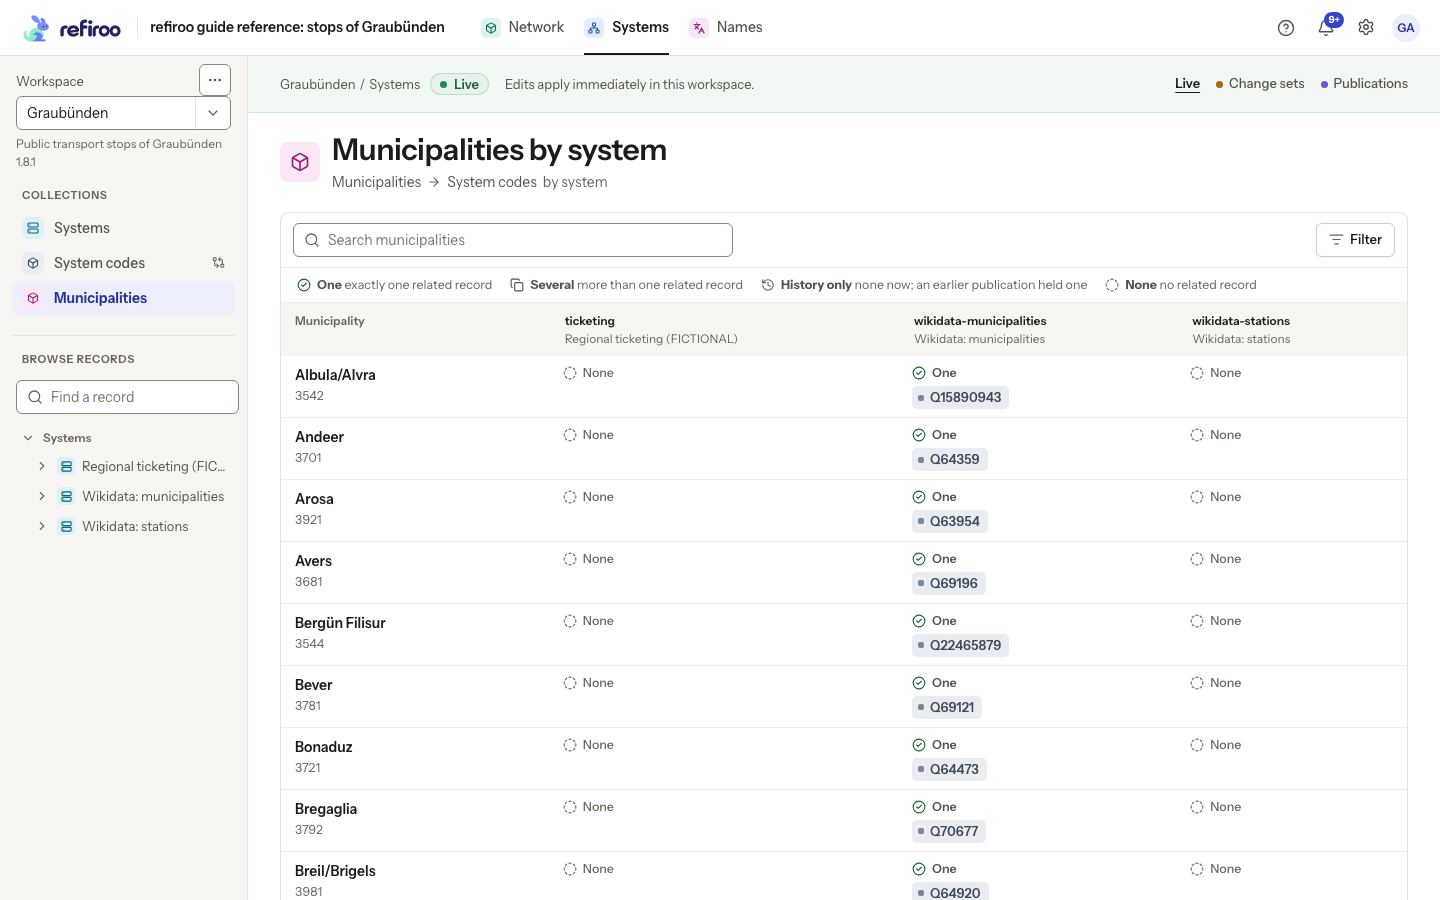 refiroo
refiroo guide reference: stops of Graubünden
Network
Systems
Names
9+
GA
Workspace
Graubünden
Public transport stops of Graubünden
1.8.1
COLLECTIONS
Systems
System codes
Municipalities
BROWSE RECORDS
Find a record
Systems
Regional ticketing (FIC...
Wikidata: municipalities
Wikidata: stations
Graubünden / Systems
Live
Edits apply immediately in this workspace.
Live
Change sets
Publications
Municipalities by system
Municipalities → System codes by system
Search municipalities
Filter
One exactly one related record
Several more than one related record
History only none now; an earlier publication held one
None no related record
Municipality
ticketing
Regional ticketing (FICTIONAL)
wikidata-municipalities
Wikidata: municipalities
wikidata-stations
Wikidata: stations
Albula/Alvra
3542
None
One
Q15890943
None
Andeer
3701
None
One
Q64359
None
Arosa
3921
None
One
Q63954
None
Avers
3681
None
One
Q69196
None
Bergün Filisur
3544
None
One
Q22465879
None
Bever
3781
None
One
Q69121
None
Bonaduz
3721
None
One
Q64473
None
Bregaglia
3792
None
One
Q70677
None
Breil/Brigels
3981
None
One
Q64920
None